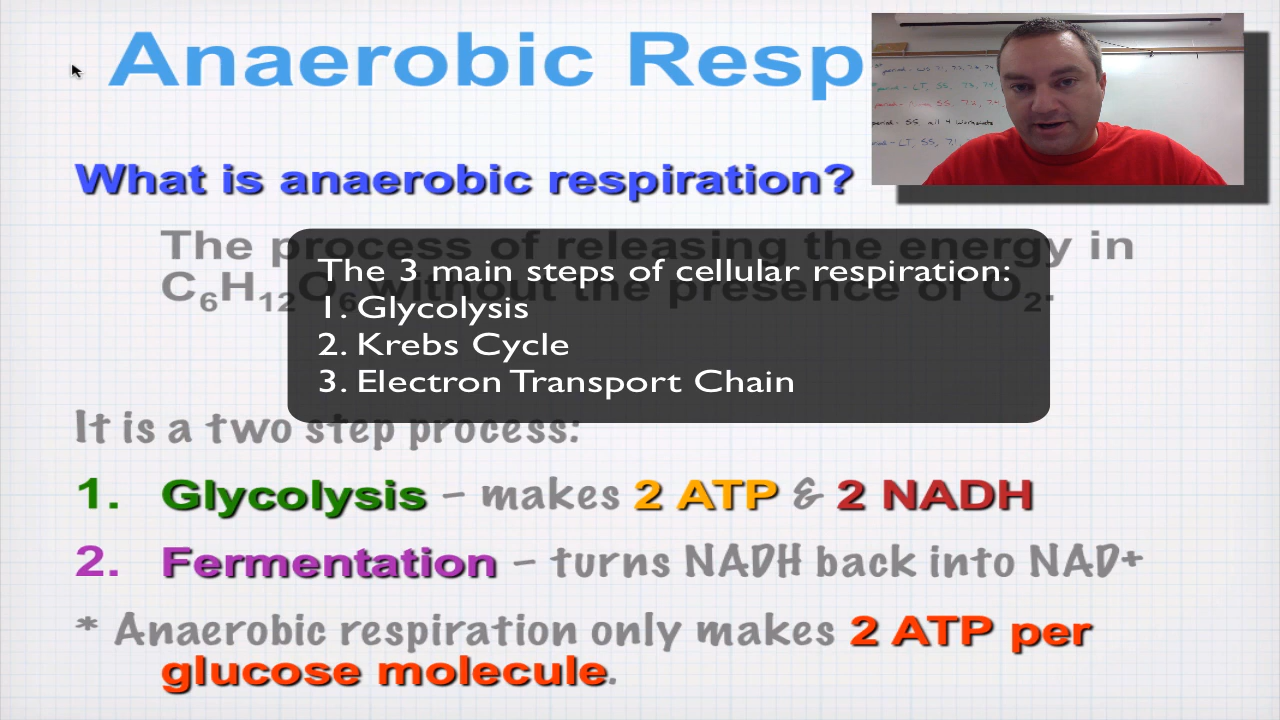 Anaerobic Resp
What is anaerobic respiration?
The process of releasing the energy in
C6H12O6 without the presence of O2.
The 3 main steps of cellular respiration:
1. Glycolysis
2. Krebs Cycle
3. Electron Transport Chain
It is a two step process:
1. Glycolysis – makes 2 ATP & 2 NADH
2. Fermentation – turns NADH back into NAD+
* Anaerobic respiration only makes 2 ATP per
glucose molecule.